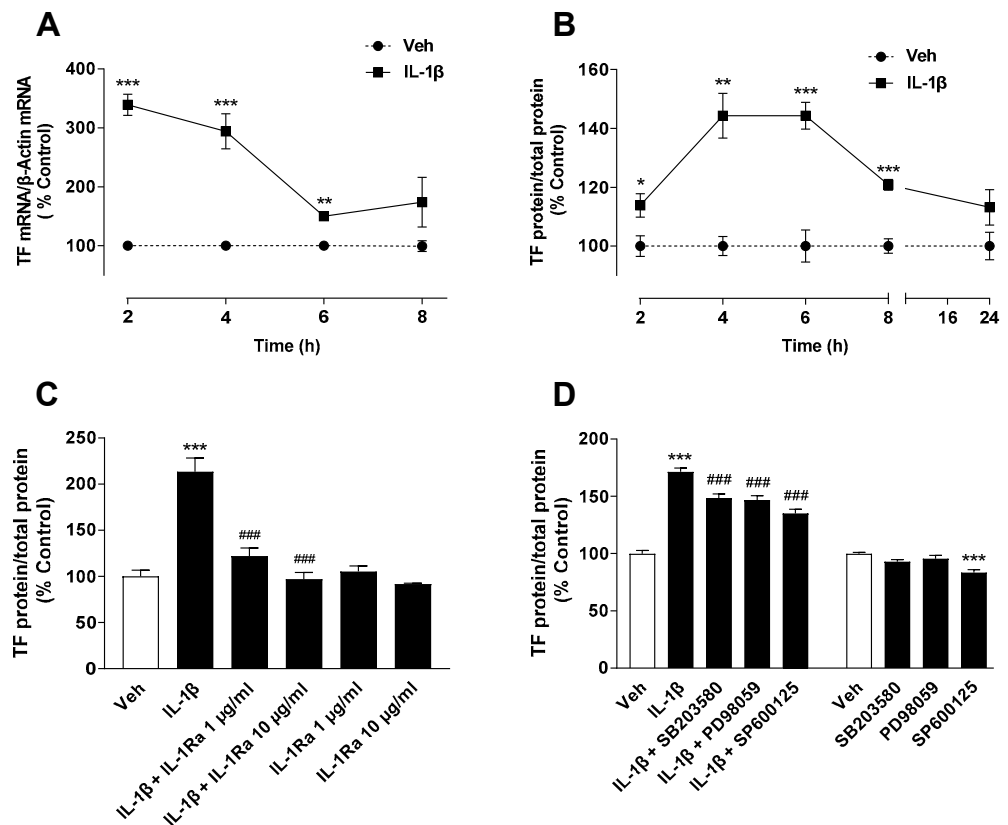 A
Veh
IL-1β
TF mRNA/β-Actin mRNA
( % Control)
400
300
200
100
***
***
**
2
4
6
8
Time (h)
B
Veh
IL-1β
TF protein/total protein
(% Control)
160
140
120
100
*
**
***
***
2
4
6
8
16
24
Time (h)
C
TF protein/total protein
(% Control)
250
200
150
100
50
0
***
###
###
Veh
IL-1β
IL-1β + IL-1Ra 1 µg/ml
IL-1β + IL-1Ra 10 µg/ml
IL-1Ra 1 µg/ml
IL-1Ra 10 µg/ml
D
TF protein/total protein
(% Control)
200
150
100
50
0
***
###
###
###
***
Veh
IL-1β
IL-1β + SB203580
IL-1β + PD98059
IL-1β + SP600125
Veh
SB203580
PD98059
SP600125